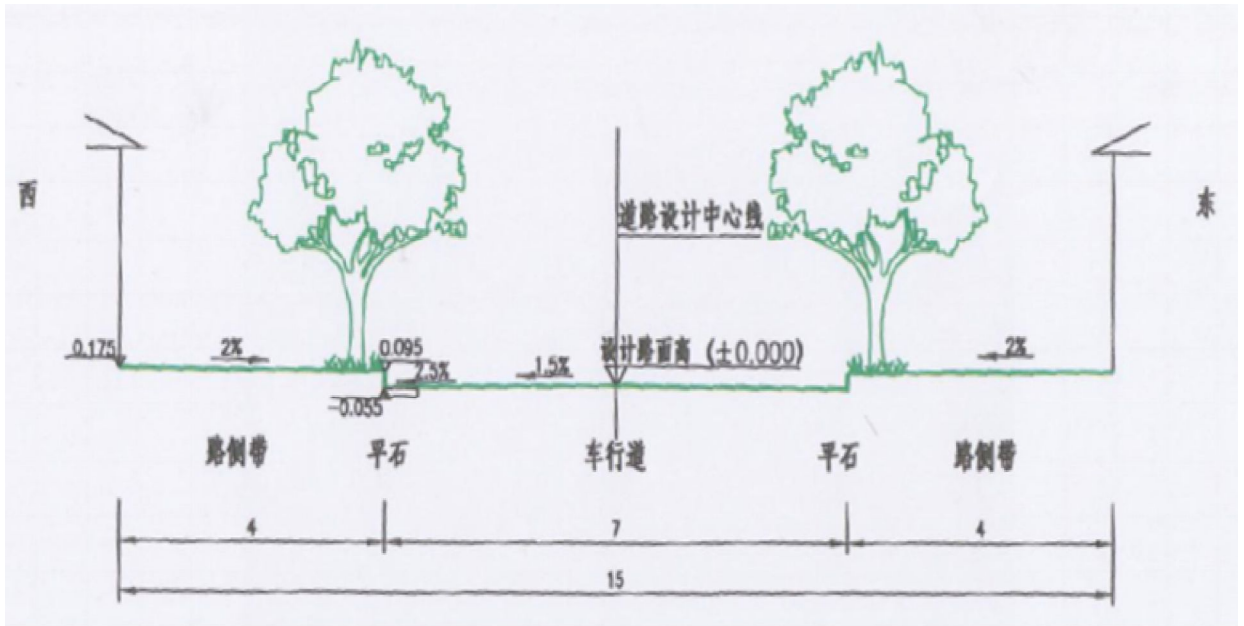 西
东
道路设计中心线
0.175
2%
0.095
2.5%
1.5%
设计路面高 (±0.000)
2%
-0.055
路侧带
平石
车行道
平石
路侧带
4
7
4
15